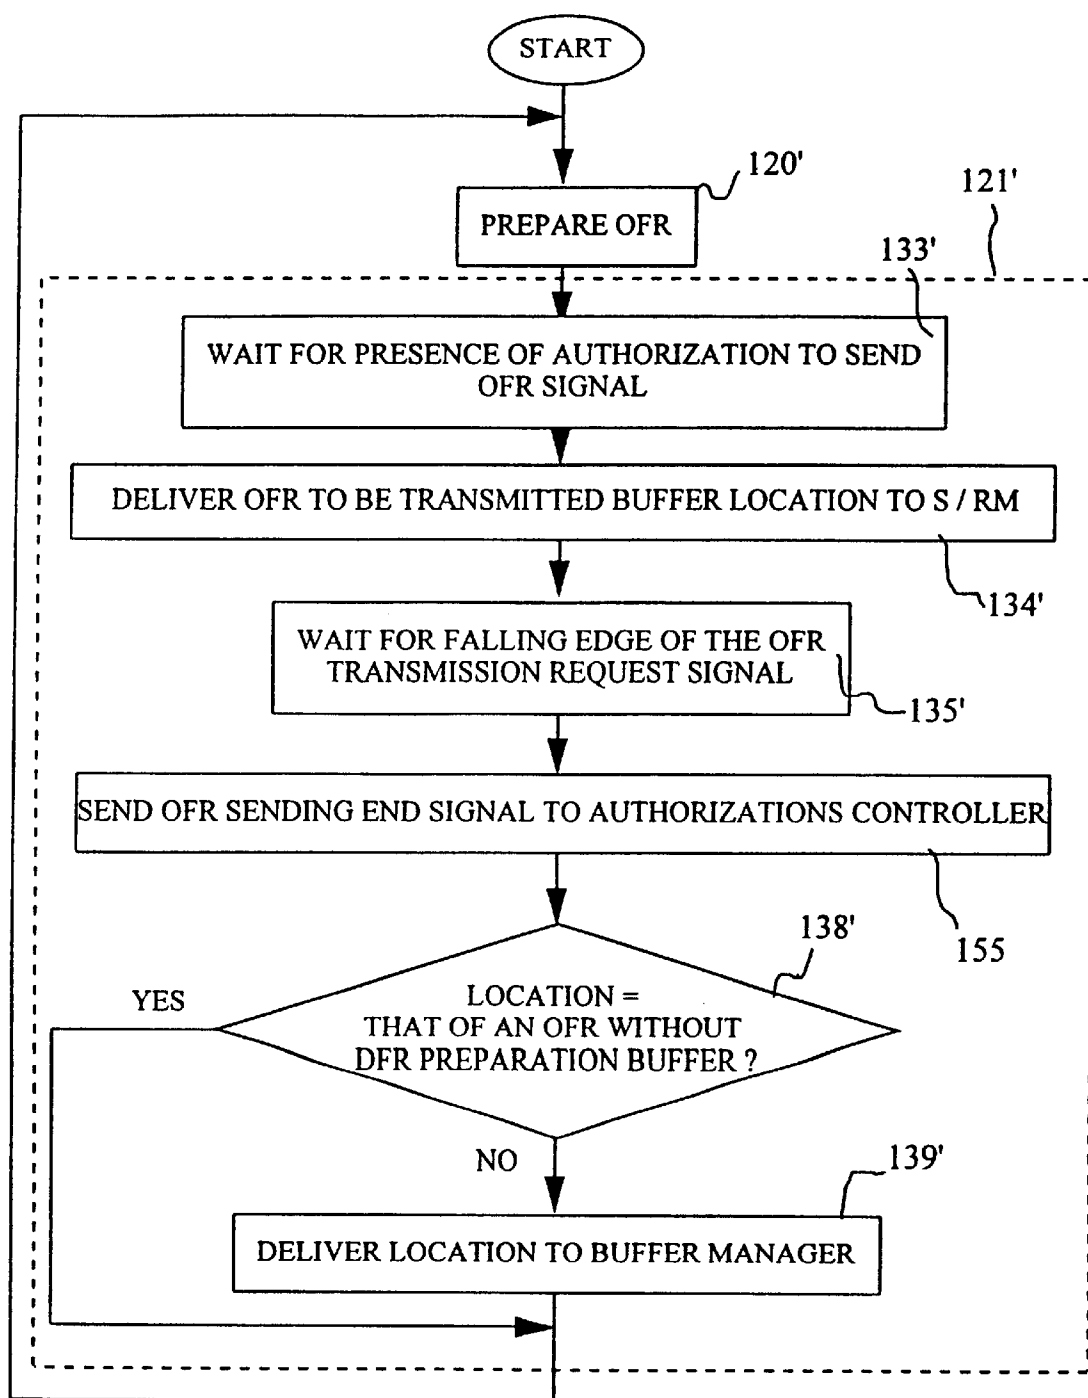 START
120'
PREPARE OFR
121'
133'
WAIT FOR PRESENCE OF AUTHORIZATION TO SEND
OFR SIGNAL
DELIVER OFR TO BE TRANSMITTED BUFFER LOCATION TO S / RM
134'
WAIT FOR FALLING EDGE OF THE OFR
TRANSMISSION REQUEST SIGNAL
135'
SEND OFR SENDING END SIGNAL TO AUTHORIZATIONS CONTROLLER
155
138'
YES
LOCATION =
THAT OF AN OFR WITHOUT
DFR PREPARATION BUFFER ?
NO
139'
DELIVER LOCATION TO BUFFER MANAGER